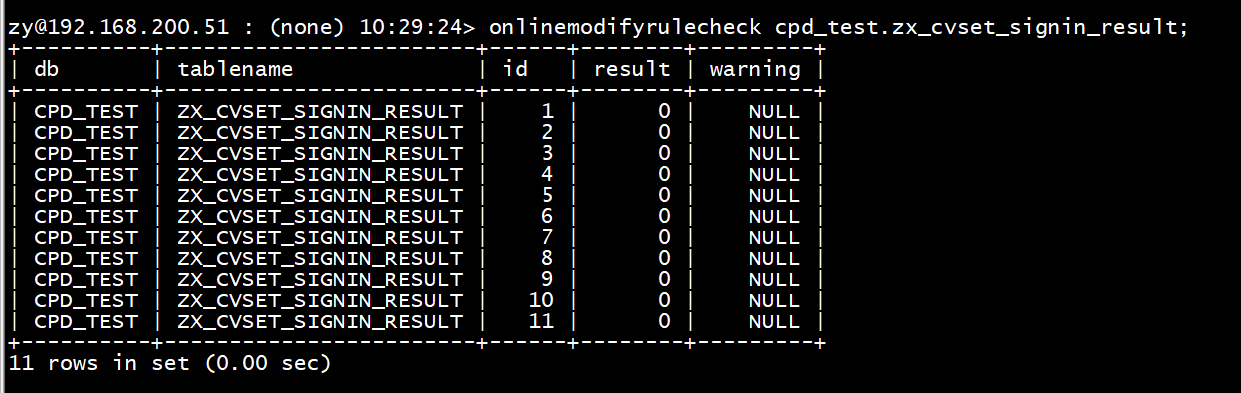 zy@192.168.200.51 : (none) 10:29:24> onlinemodifyrulecheck cpd_test.zx_cvset_signin_result;
+----------+-----------------------+------+--------+---------+
| db       | tablename             | id   | result | warning |
+----------+-----------------------+------+--------+---------+
| CPD_TEST | ZX_CVSET_SIGNIN_RESULT |    1 |      0 |    NULL |
| CPD_TEST | ZX_CVSET_SIGNIN_RESULT |    2 |      0 |    NULL |
| CPD_TEST | ZX_CVSET_SIGNIN_RESULT |    3 |      0 |    NULL |
| CPD_TEST | ZX_CVSET_SIGNIN_RESULT |    4 |      0 |    NULL |
| CPD_TEST | ZX_CVSET_SIGNIN_RESULT |    5 |      0 |    NULL |
| CPD_TEST | ZX_CVSET_SIGNIN_RESULT |    6 |      0 |    NULL |
| CPD_TEST | ZX_CVSET_SIGNIN_RESULT |    7 |      0 |    NULL |
| CPD_TEST | ZX_CVSET_SIGNIN_RESULT |    8 |      0 |    NULL |
| CPD_TEST | ZX_CVSET_SIGNIN_RESULT |    9 |      0 |    NULL |
| CPD_TEST | ZX_CVSET_SIGNIN_RESULT |   10 |      0 |    NULL |
| CPD_TEST | ZX_CVSET_SIGNIN_RESULT |   11 |      0 |    NULL |
+----------+-----------------------+------+--------+---------+
11 rows in set (0.00 sec)